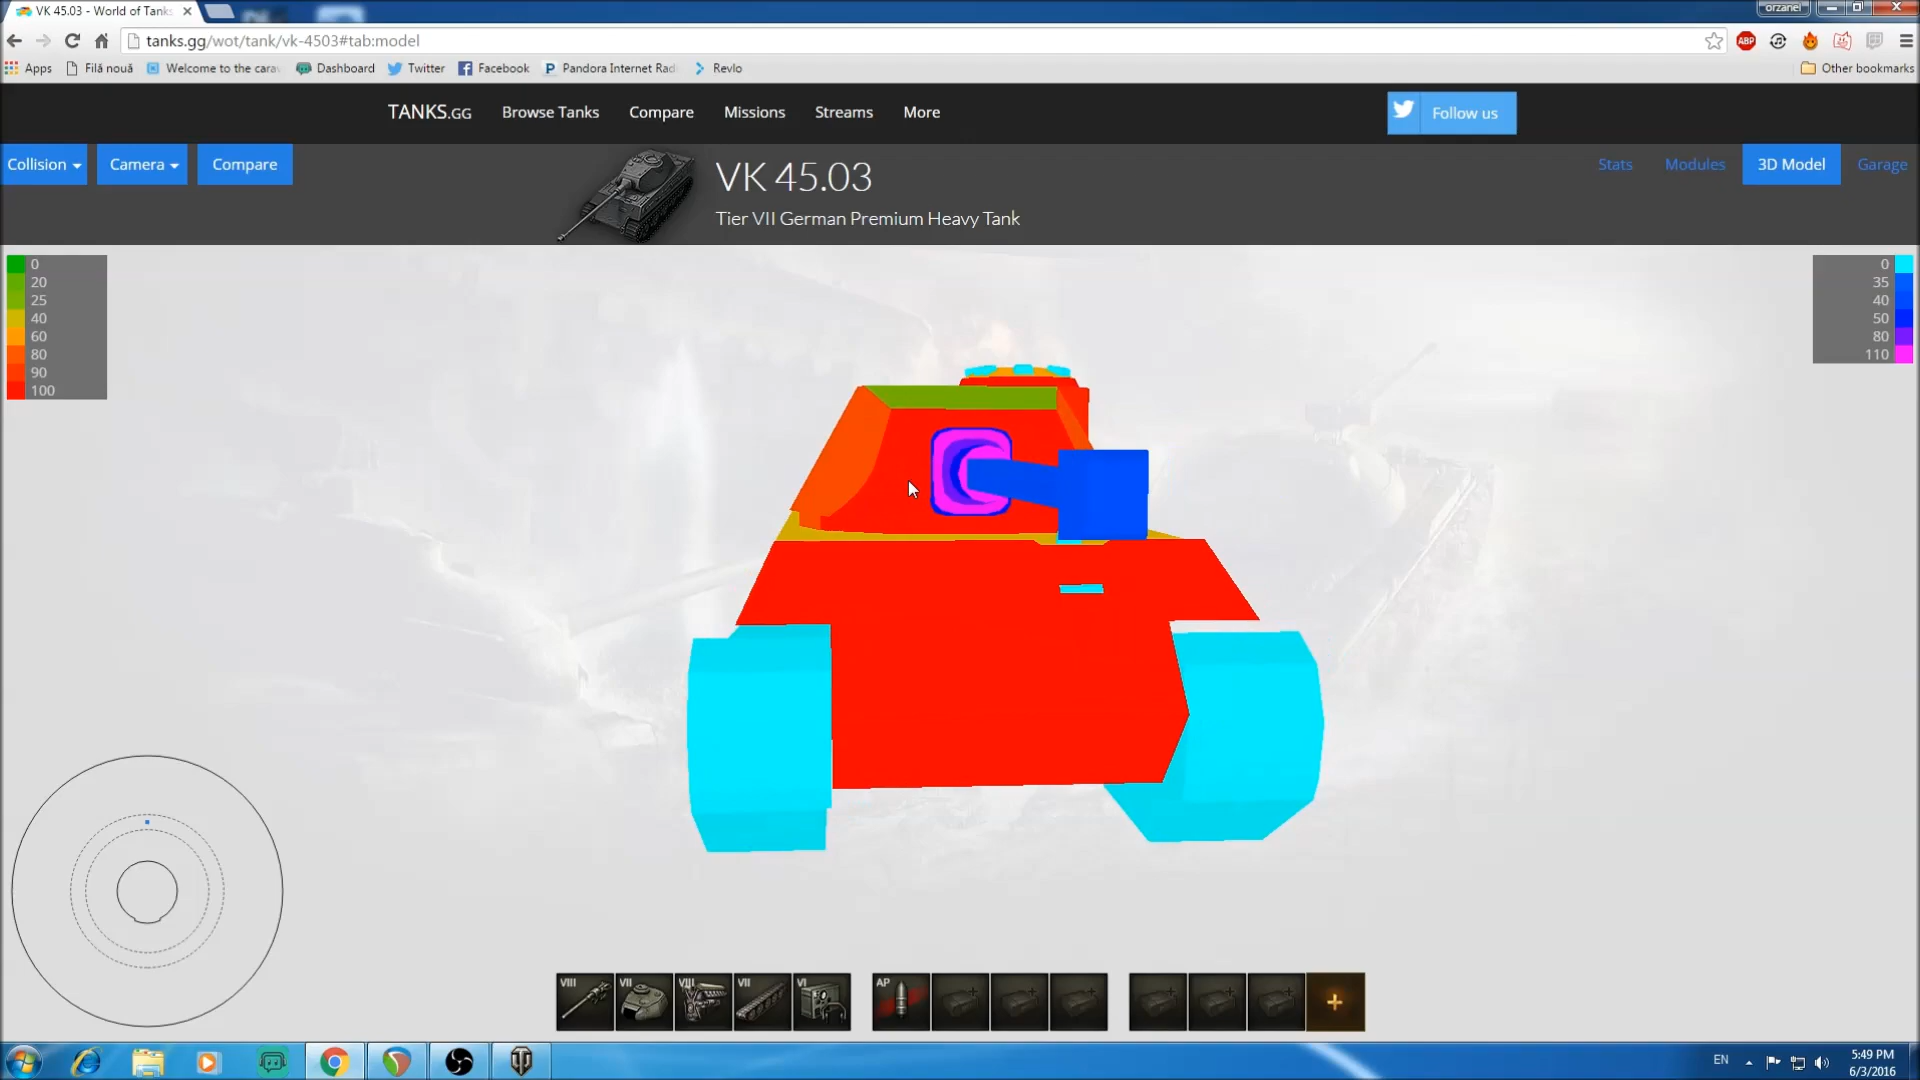 VK 45.03 - World of Tanks
orzanel
tanks.gg/wot/tank/vk-4503#tab:model
ABP
Apps
Filă nouă
Welcome to the cara
Dashboard
Twitter
Facebook
Pandora Internet Rad
Revlo
Other bookmarks
TANKS.GG
Browse Tanks
Compare
Missions
Streams
More
Follow us
Collision
Camera
Compare
VK 45.03
Tier VII German Premium Heavy Tank
Stats
Modules
3D Model
Garage
0
20
25
40
60
80
90
100
0
35
40
50
80
110
VIII
VII
VIII
VII
VI
AP
EN
5:49 PM
6/3/2016